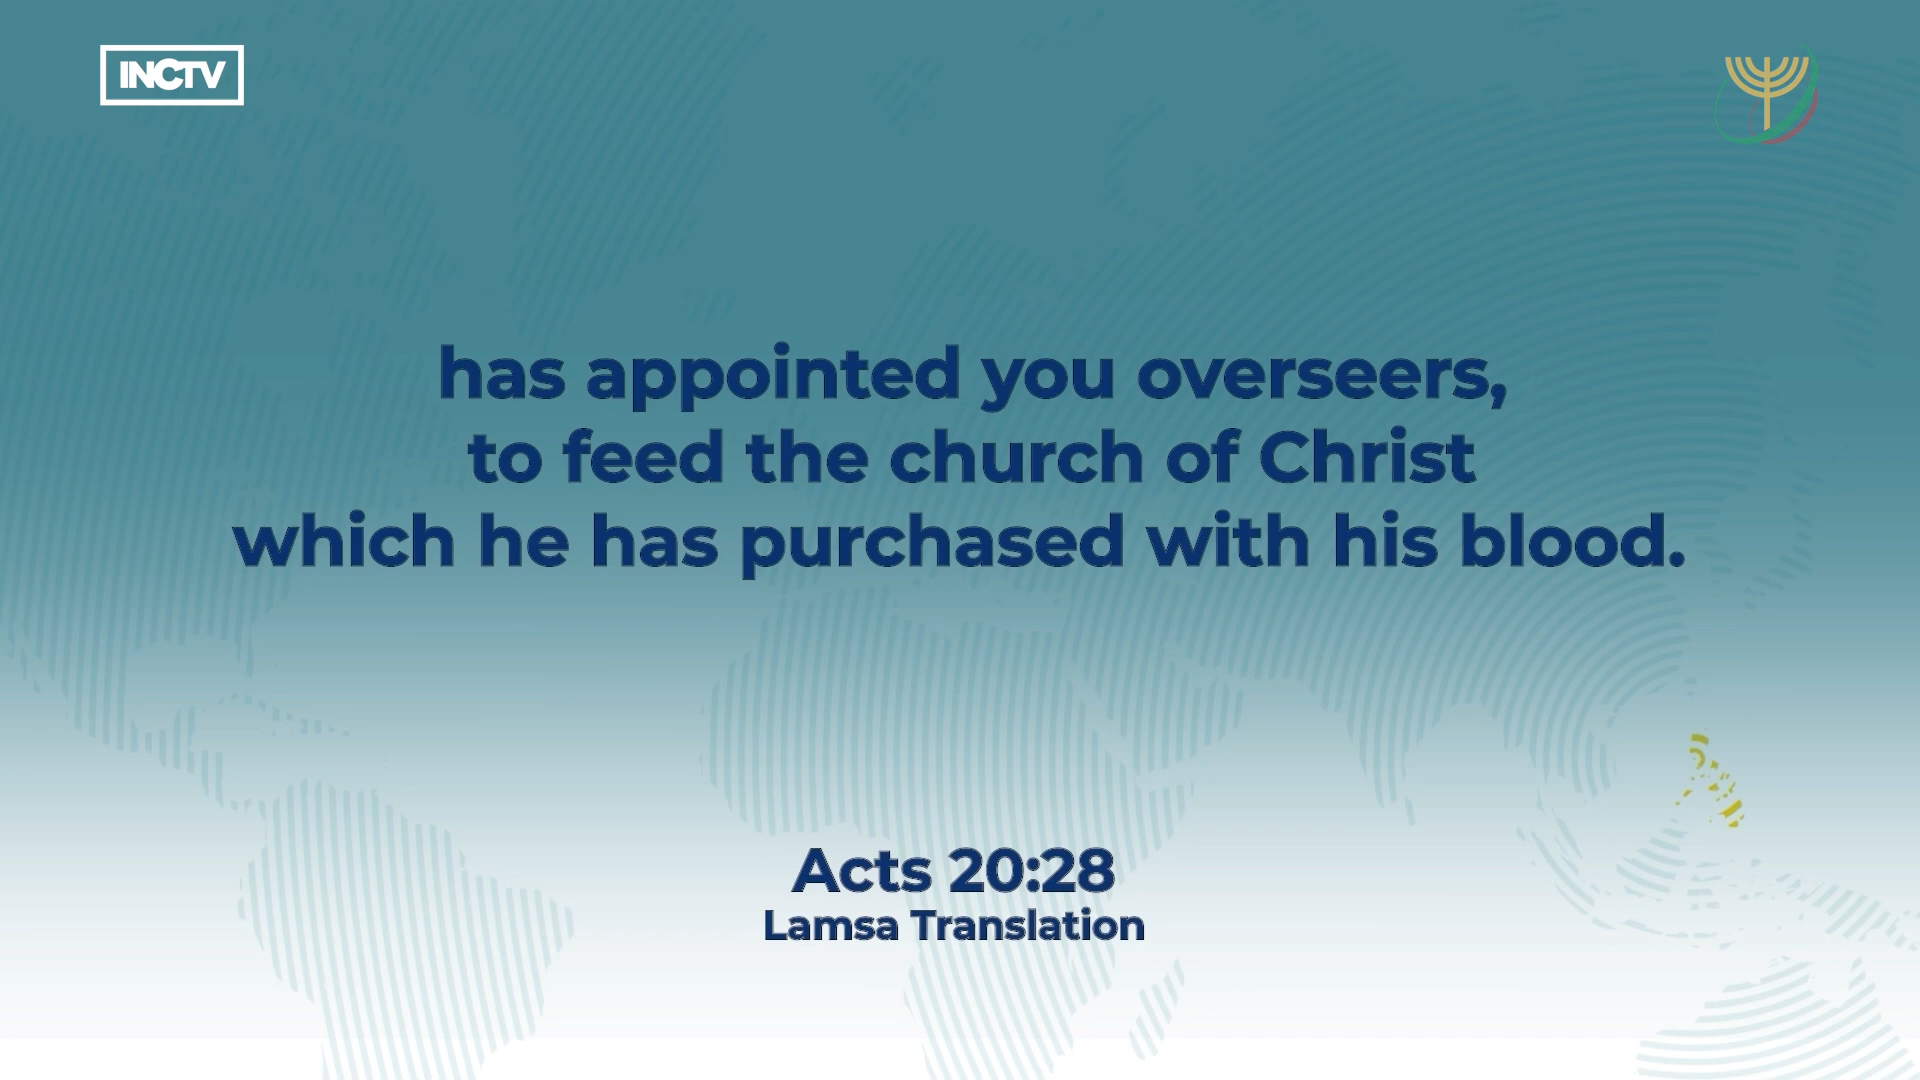 INCTV
has appointed you overseers,
to feed the church of Christ
which he has purchased with his blood.
Acts 20:28
Lamsa Translation